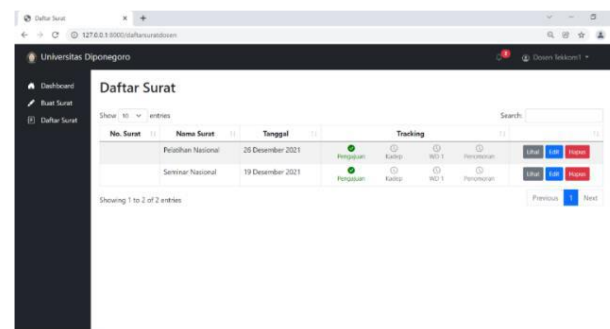 Daftar Surat
127.0.0.1:8000/daftarsuratdosen
Universitas Diponegoro
Dosen Tekkom1
Dashboard
Buat Surat
Daftar Surat
Daftar Surat
Show 10 entries
Search:
No. Surat Nama Surat Tanggal Tracking
Pelatihan Nasional 26 Desember 2021 Pengajuan Kadep WD 1 Penomoran Lihat Edit Hapus
Seminar Nasional 19 Desember 2021 Pengajuan Kadep WD 1 Penomoran Lihat Edit Hapus
Showing 1 to 2 of 2 entries
Previous 1 Next